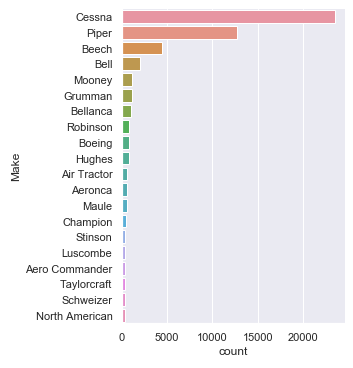 Cessna
Piper
Beech
Bell
Mooney
Grumman
Bellanca
Robinson
Boeing
Hughes
Air Tractor
Aeronca
Maule
Champion
Stinson
Luscombe
Aero Commander
Taylorcraft
Schweizer
North American
Make
0 5000 10000 15000 20000
count